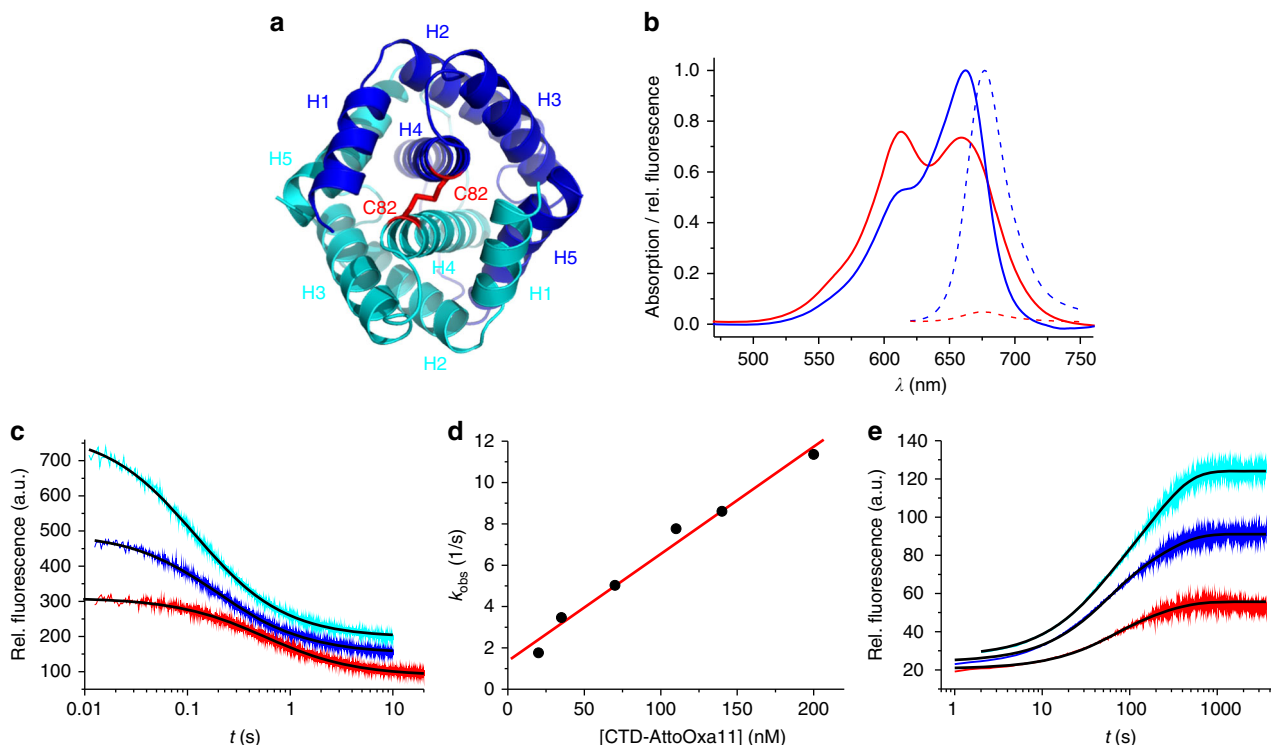 a
H2
H1
H3
H4
H5
C82
C82
H4
H5
H3
H1
H2
b
Absorption / rel. fluorescence
1.0
0.8
0.6
0.4
0.2
0.0
500 550 600 650 700 750
λ (nm)
c
Rel. fluorescence (a.u.)
700
600
500
400
300
200
100
0.01 0.1 1 10
t (s)
d
kobs (1/s)
12
10
8
6
4
2
0
0 50 100 150 200
[CTD-AttoOxa11] (nM)
e
Rel. fluorescence (a.u.)
140
120
100
80
60
40
20
1 10 100 1000
t (s)